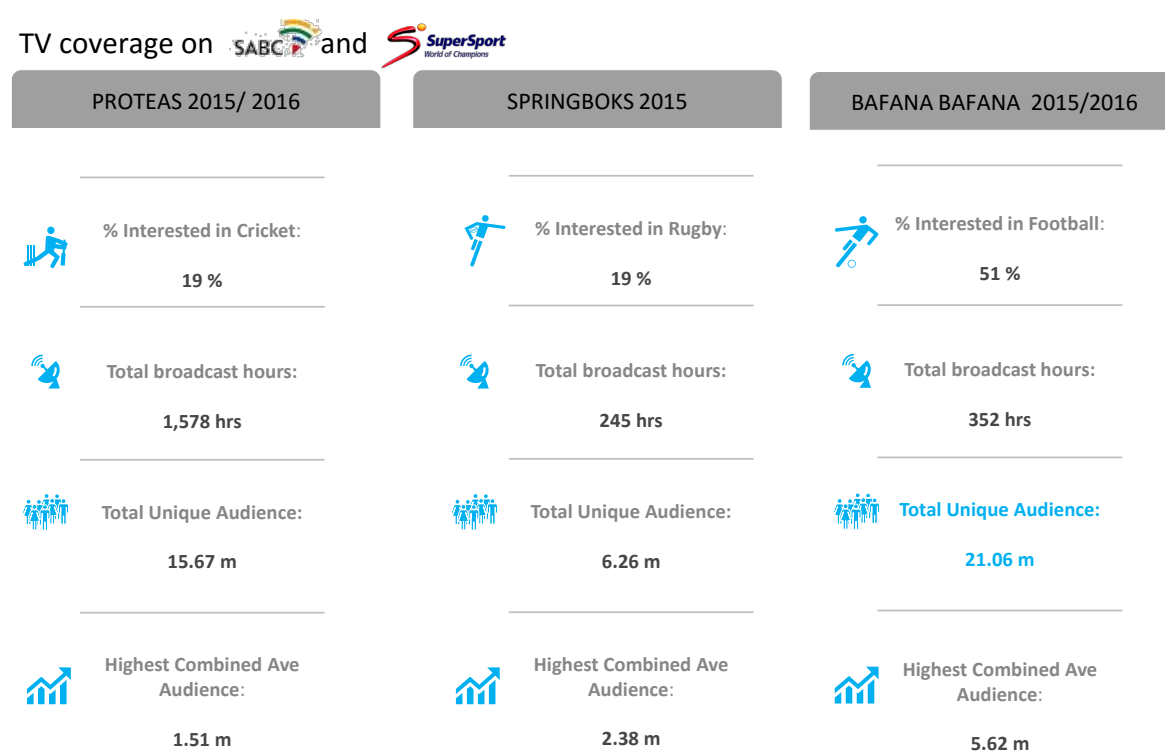 TV coverage on SABC and SuperSport
World of Champions
PROTEAS 2015/ 2016
% Interested in Cricket:
19 %
Total broadcast hours:
1,578 hrs
Total Unique Audience:
15.67 m
Highest Combined Ave
Audience:
1.51 m
SPRINGBOKS 2015
% Interested in Rugby:
19 %
Total broadcast hours:
245 hrs
Total Unique Audience:
6.26 m
Highest Combined Ave
Audience:
2.38 m
BAFANA BAFANA 2015/2016
% Interested in Football:
51 %
Total broadcast hours:
352 hrs
Total Unique Audience:
21.06 m
Highest Combined Ave
Audience:
5.62 m